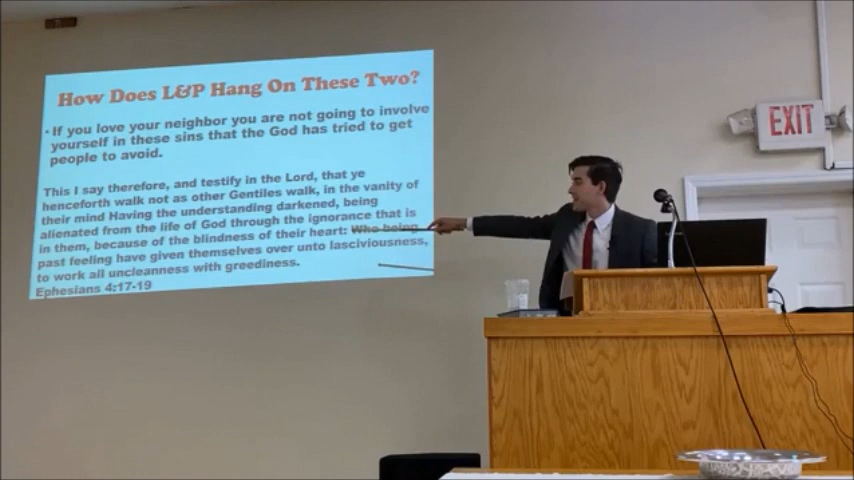 How Does L&P Hang On These Two?
• If you love your neighbor you are not going to involve
yourself in these sins that the God has tried to get
people to avoid.
This I say therefore, and testify in the Lord, that ye
henceforth walk not as other Gentiles walk, in the vanity of
their mind Having the understanding darkened, being
alienated from the life of God through the ignorance that is
in them, because of the blindness of their heart: Who being
past feeling have given themselves over unto lasciviousness,
to work all uncleanness with greediness.
Ephesians 4:17-19
EXIT